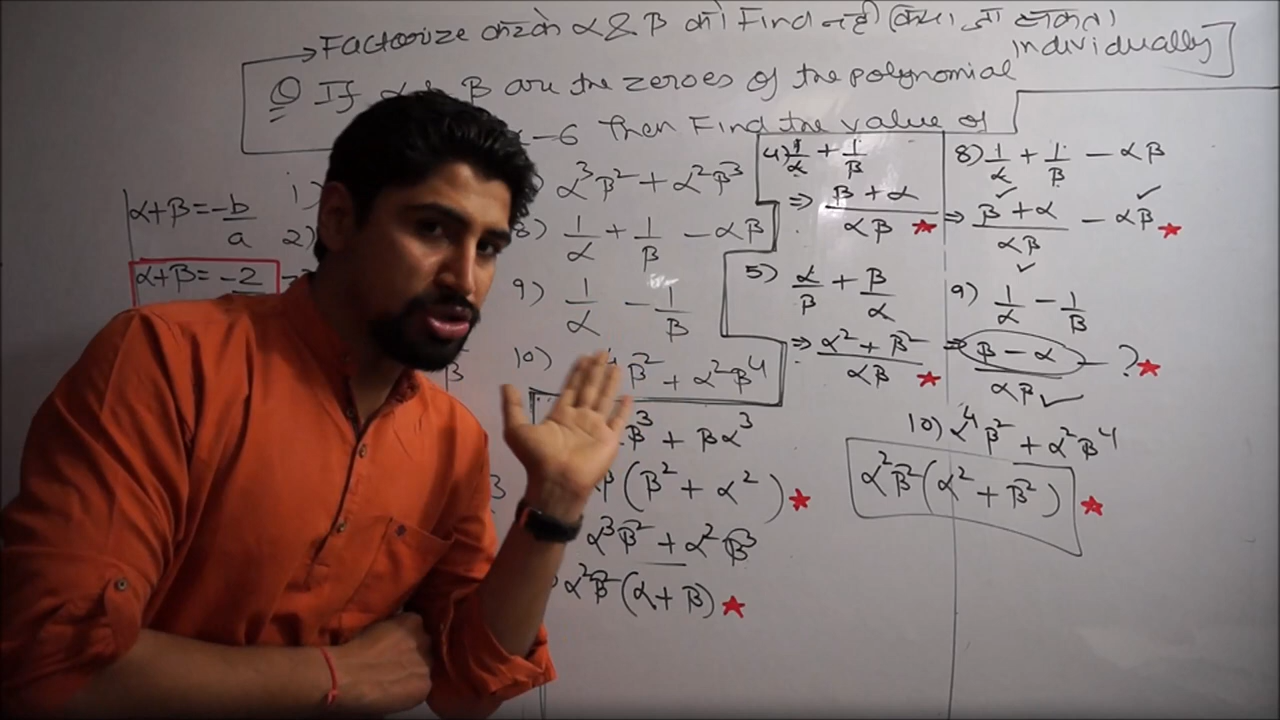 → Factorize करके α & β को Find नही किया जा सकता
individually
Q If β are the zeroes of the polynomial
x-6 then Find the value of
α+β = -b/a
α+β = -2
i)
2)
) α³β² + α²β³
8) 1/α + 1/β - αβ
9) 1/α - 1/β
10) β² + α²β⁴
β³ + βα³
β(β² + α²) ★
α³β² + α²β³
α²β²(α+β) ★
4) 1/α + 1/β
⇒ β+α/αβ ★
5) α/β + β/α
⇒ α²+β²/αβ ★
8) 1/α + 1/β - αβ
⇒ β+α/αβ - αβ ★
9) 1/α - 1/β
⇒ β-α/αβ - ? ★
10) α⁴β² + α²β⁴
α²β²(α²+β²) ★